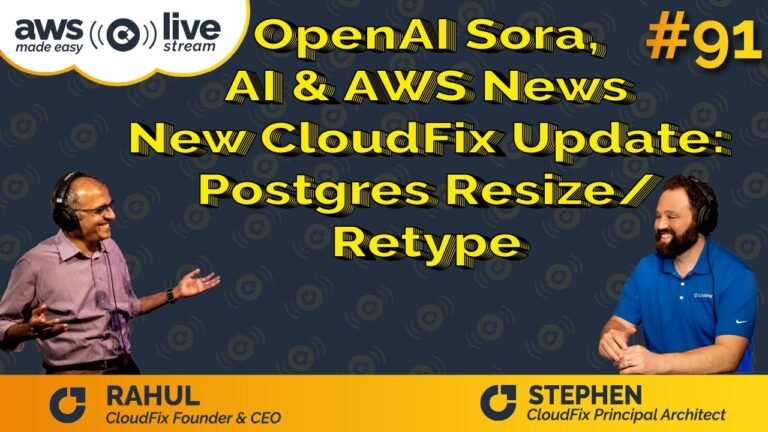 aws
made easy
live
stream
#91
OpenAI Sora,
AI & AWS News
New CloudFix Update:
Postgres Resize/
Retype
RAHUL
CloudFix Founder & CEO
STEPHEN
CloudFix Principal Architect